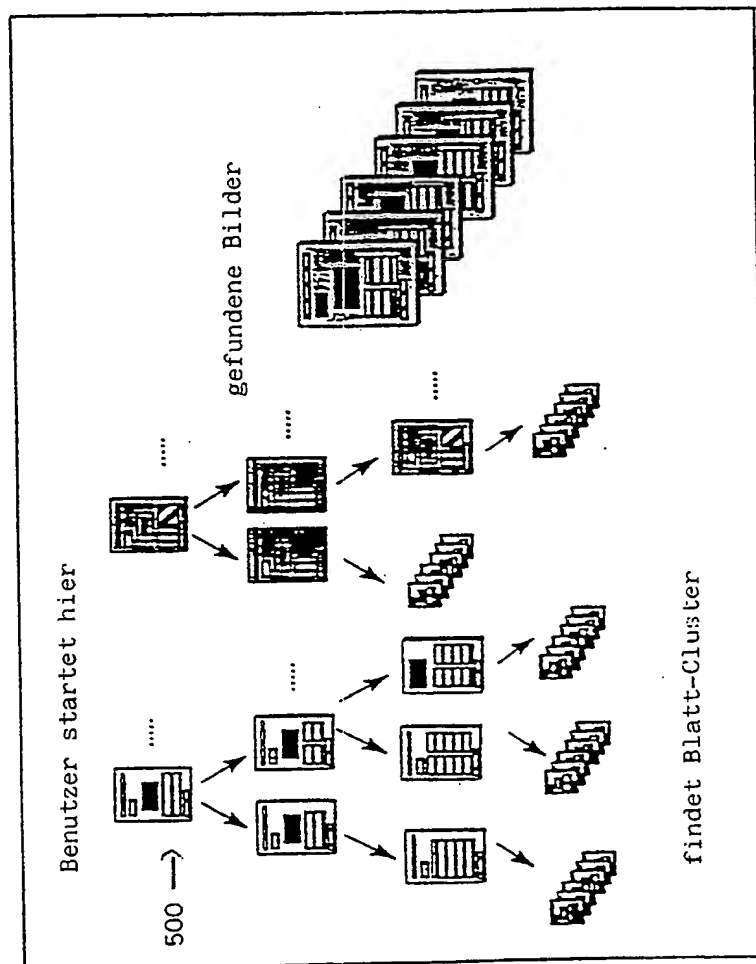 Benutzer startet hier
500
.....
.....
.....
.....
.....
gefundene Bilder
findet Blatt-Cluster